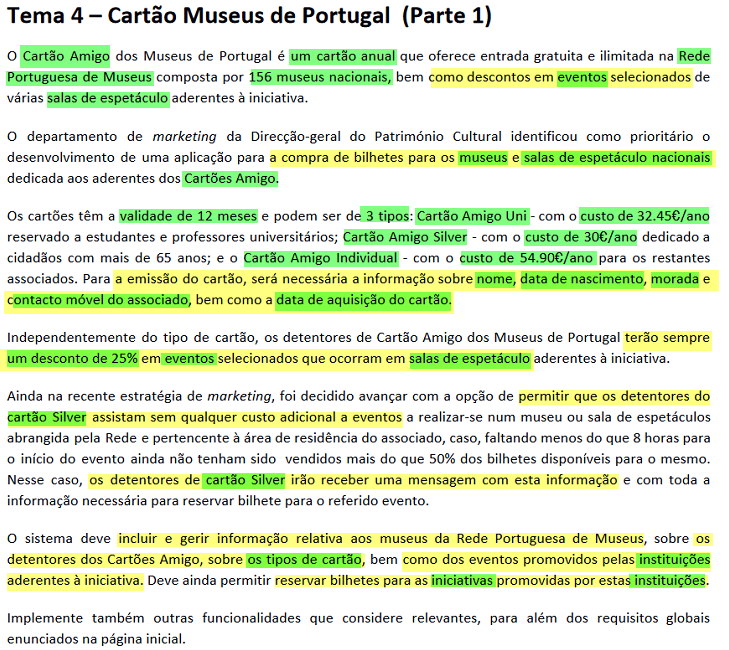 Tema 4 – Cartão Museus de Portugal (Parte 1)
O Cartão Amigo dos Museus de Portugal é um cartão anual que oferece entrada gratuita e ilimitada na Rede
Portuguesa de Museus composta por 156 museus nacionais, bem como descontos em eventos selecionados de
várias salas de espetáculo aderentes à iniciativa.
O departamento de marketing da Direcção-geral do Património Cultural identificou como prioritário o
desenvolvimento de uma aplicação para a compra de bilhetes para os museus e salas de espetáculo nacionais
dedicada aos aderentes dos Cartões Amigo.
Os cartões têm a validade de 12 meses e podem ser de 3 tipos: Cartão Amigo Uni - com o custo de 32.45€/ano
reservado a estudantes e professores universitários; Cartão Amigo Silver - com o custo de 30€/ano dedicado a
cidadãos com mais de 65 anos; e o Cartão Amigo Individual - com o custo de 54.90€/ano para os restantes
associados. Para a emissão do cartão, será necessária a informação sobre nome, data de nascimento, morada e
contacto móvel do associado, bem como a data de aquisição do cartão.
Independentemente do tipo de cartão, os detentores de Cartão Amigo dos Museus de Portugal terão sempre
um desconto de 25% em eventos selecionados que ocorram em salas de espetáculo aderentes à iniciativa.
Ainda na recente estratégia de marketing, foi decidido avançar com a opção de permitir que os detentores do
cartão Silver assistam sem qualquer custo adicional a eventos a realizar-se num museu ou sala de espetáculos
abrangida pela Rede e pertencente à área de residência do associado, caso, faltando menos do que 8 horas para
o início do evento ainda não tenham sido vendidos mais do que 50% dos bilhetes disponíveis para o mesmo.
Nesse caso, os detentores de cartão Silver irão receber uma mensagem com esta informação e com toda a
informação necessária para reservar bilhete para o referido evento.
O sistema deve incluir e gerir informação relativa aos museus da Rede Portuguesa de Museus, sobre os
detentores dos Cartões Amigo, sobre os tipos de cartão, bem como dos eventos promovidos pelas instituições
aderentes à iniciativa. Deve ainda permitir reservar bilhetes para as iniciativas promovidas por estas instituições.
Implemente também outras funcionalidades que considere relevantes, para além dos requisitos globais
enunciados na página inicial.